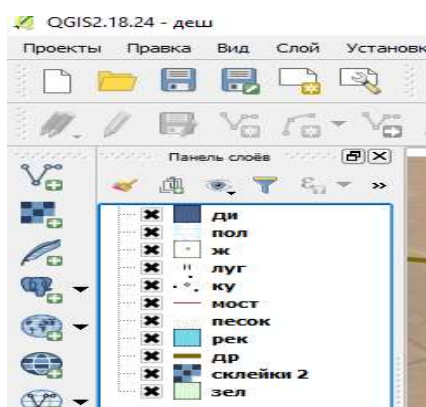 QGIS2.18.24 - деш
Проекты Правка Вид Слой Установк
Панель слоёв
ди
пол
ж
луг
ку
мост
песок
рек
др
склейки 2
зел